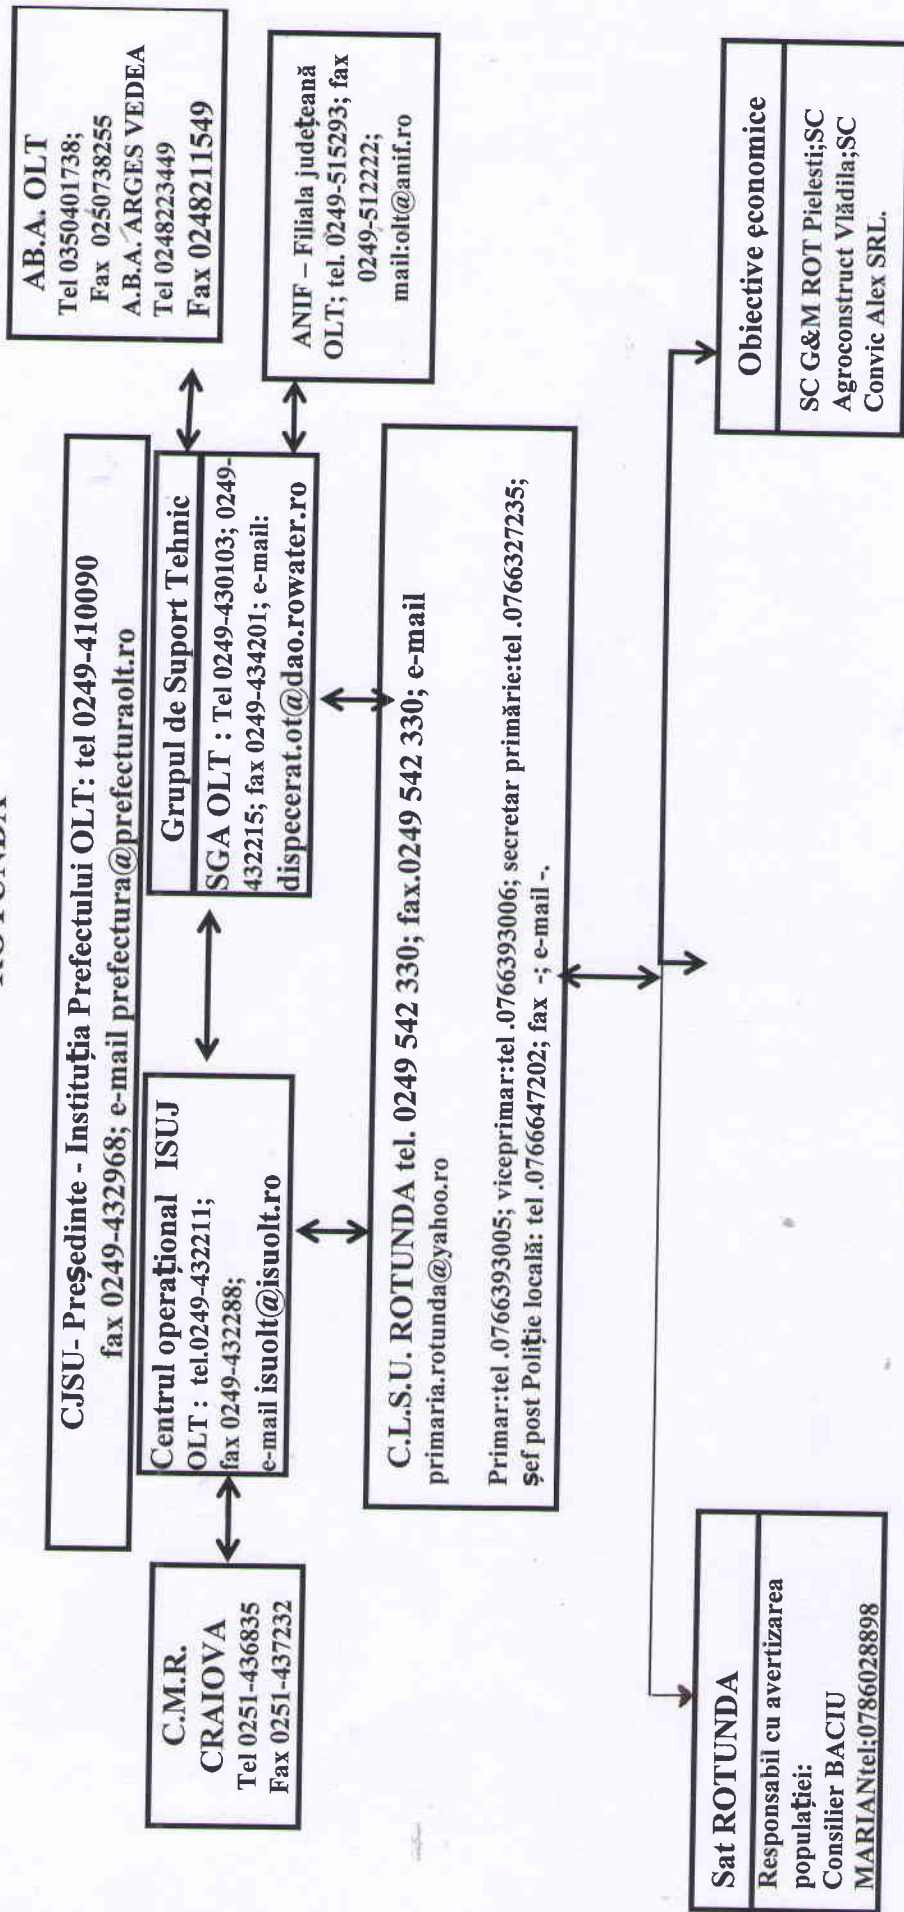 CJSU- Președinte - Instituția Prefectului OLT: tel 0249-410090
fax 0249-432968; e-mail prefectura@prefecturaolt.ro
C.M.R.
CRAIOVA
Tel 0251-436835
Fax 0251-437232
Centrul operațional ISUJ
OLT : tel.0249-432211;
fax 0249-432288;
e-mail isuolt@isuolt.ro
Grupul de Suport Tehnic
SGA OLT : Tel 0249-430103; 0249-
432215; fax 0249-434201; e-mail:
dispecerat.ot@dao.rowater.ro
AB.A. OLT
Tel 0350401738;
Fax 0250738255
A.B.A. ARGES VEDEA
Tel 0248223449
Fax 0248211549
ANIF – Filiala județeană
OLT; tel. 0249-515293; fax
0249-512222;
mail:olt@anif.ro
C.L.S.U. ROTUNDA tel. 0249 542 330; fax.0249 542 330; e-mail
primaria.rotunda@yahoo.ro
Primar:tel .0766393005; viceprimar:tel .0766393006; secretar primărie:tel .0766327235;
șef post Poliție locală: tel .0766647202; fax -; e-mail -.
Sat ROTUNDA
Responsabil cu avertizarea
populației:
Consilier BACIU
MARIANtel:0786028898
Obiective economice
SC G&M ROT Pielesti;SC
Agroconstruct Vlădila;SC
Convic Alex SRL.